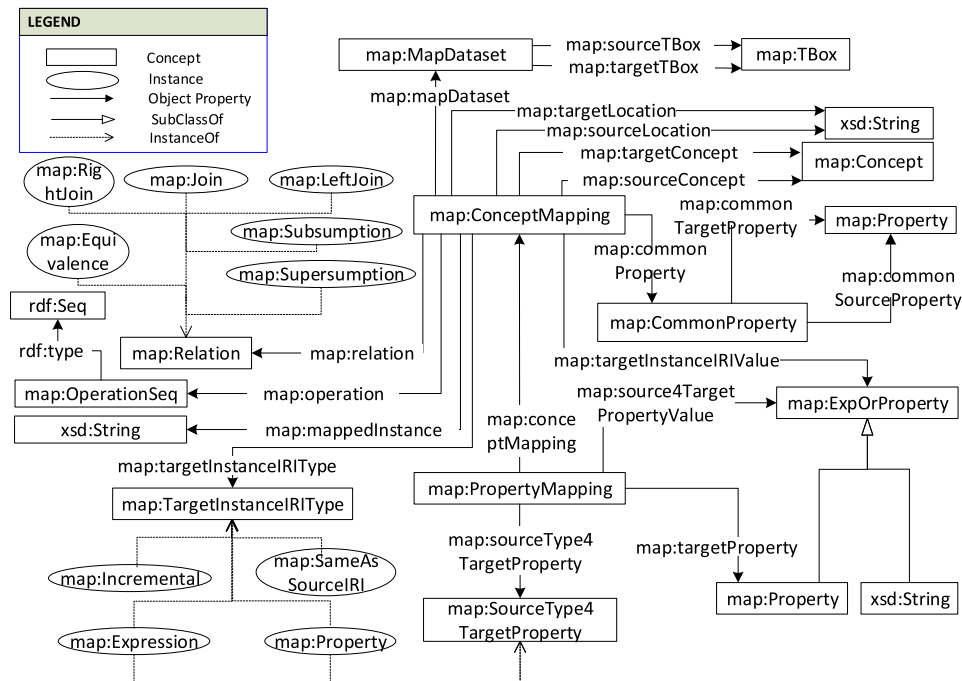 LEGEND
Concept
Instance
Object Property
SubClassOf
InstanceOf
map:MapDataset
map:sourceTBox
map:targetTBox
map:TBox
map:mapDataset
map:targetLocation
map:sourceLocation
xsd:String
map:targetConcept
map:sourceConcept
map:Concept
map:Rig
htJoin
map:Join
map:LeftJoin
map:Subsumption
map:Equi
valence
map:Supersumption
map:ConceptMapping
map:common
TargetProperty
map:Property
map:common
Property
map:common
SourceProperty
map:CommonProperty
rdf:Seq
rdf:type
map:Relation
map:relation
map:OperationSeq
map:operation
xsd:String
map:mappedInstance
map:targetInstanceIRIValue
map:source4Target
PropertyValue
map:ExpOrProperty
map:conce
ptMapping
map:targetInstanceIRIType
map:TargetInstanceIRIType
map:PropertyMapping
map:sourceType4
TargetProperty
map:targetProperty
map:Incremental
map:SameAs
SourceIRI
map:Property
xsd:String
map:SourceType4
TargetProperty
map:Expression
map:Property